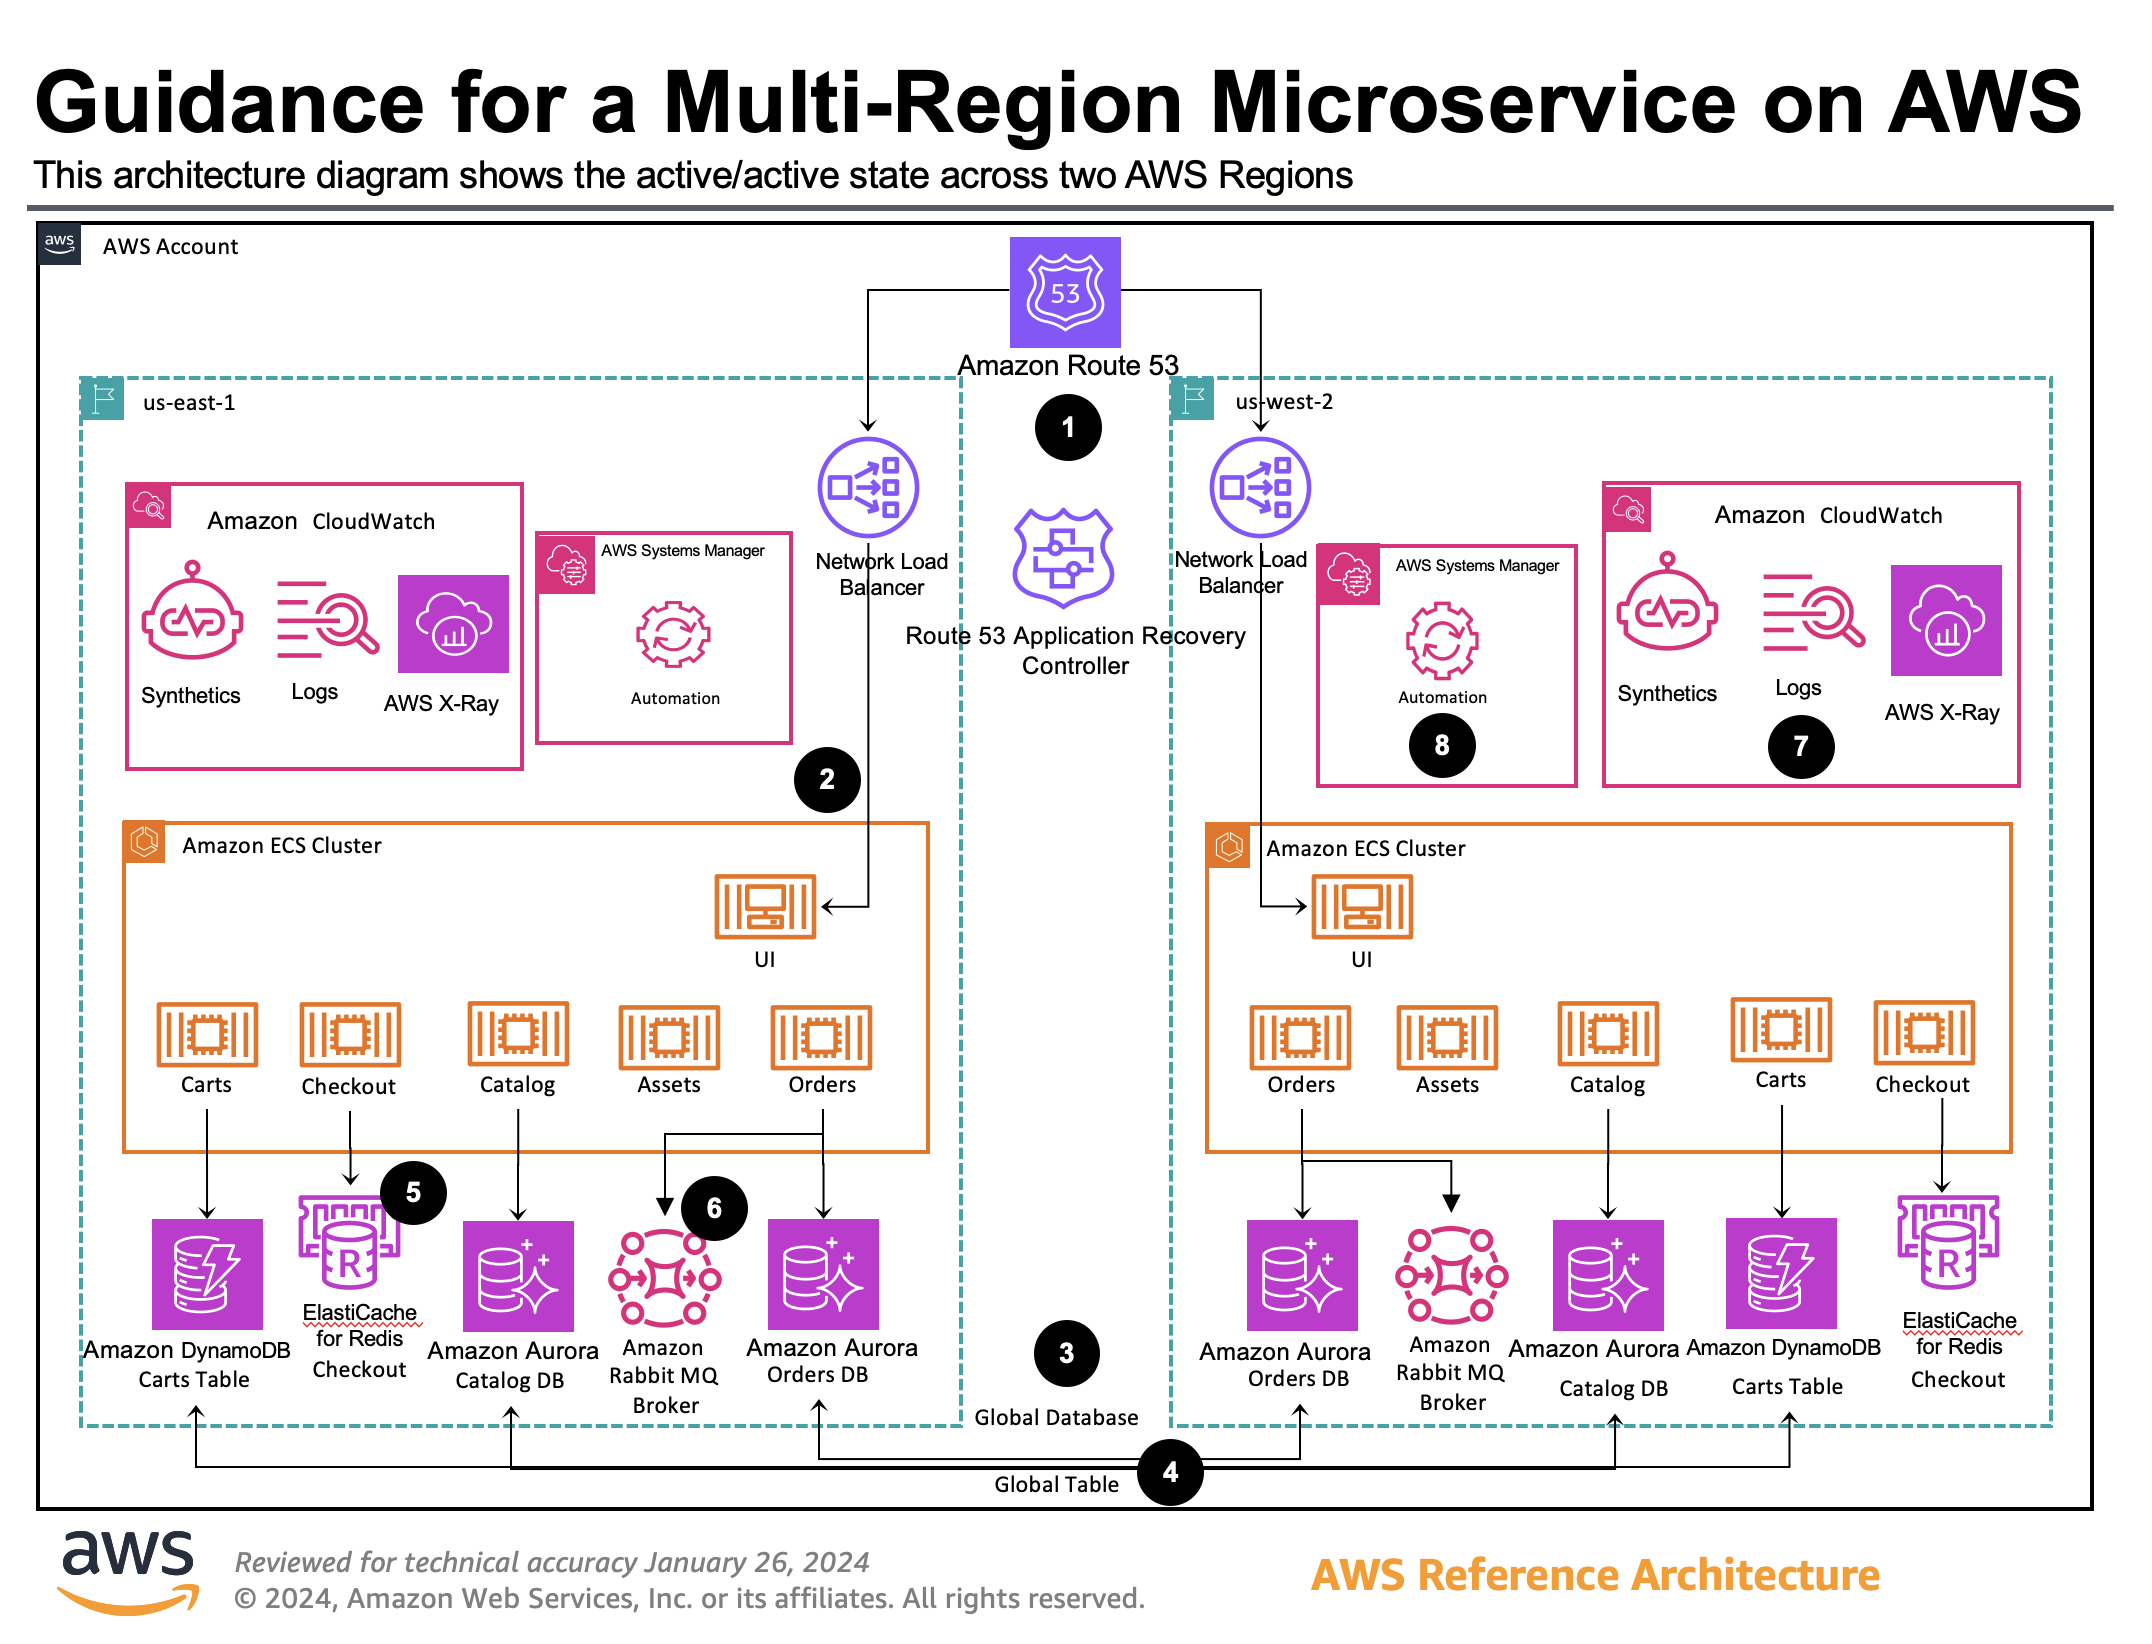 Guidance for a Multi-Region Microservice on AWS
This architecture diagram shows the active/active state across two AWS Regions
aws
AWS Account
53
Amazon Route 53
1
us-east-1
us-west-2
Amazon CloudWatch
Synthetics
Logs
AWS X-Ray
AWS Systems Manager
Automation
Network Load
Balancer
Route 53 Application Recovery
Controller
Network Load
Balancer
AWS Systems Manager
Automation
8
Amazon CloudWatch
Synthetics
Logs
AWS X-Ray
7
2
Amazon ECS Cluster
UI
Carts
Checkout
Catalog
Assets
Orders
Amazon ECS Cluster
UI
Orders
Assets
Catalog
Carts
Checkout
5
6
R
Amazon DynamoDB
Carts Table
ElastiCache
for Redis
Checkout
Amazon Aurora
Catalog DB
Amazon
Rabbit MQ
Broker
Amazon Aurora
Orders DB
3
Global Database
R
Amazon Aurora
Orders DB
Amazon
Rabbit MQ
Broker
Amazon Aurora
Catalog DB
Amazon DynamoDB
Carts Table
ElastiCache
for Redis
Checkout
4
Global Table
aws
Reviewed for technical accuracy January 26, 2024
© 2024, Amazon Web Services, Inc. or its affiliates. All rights reserved.
AWS Reference Architecture